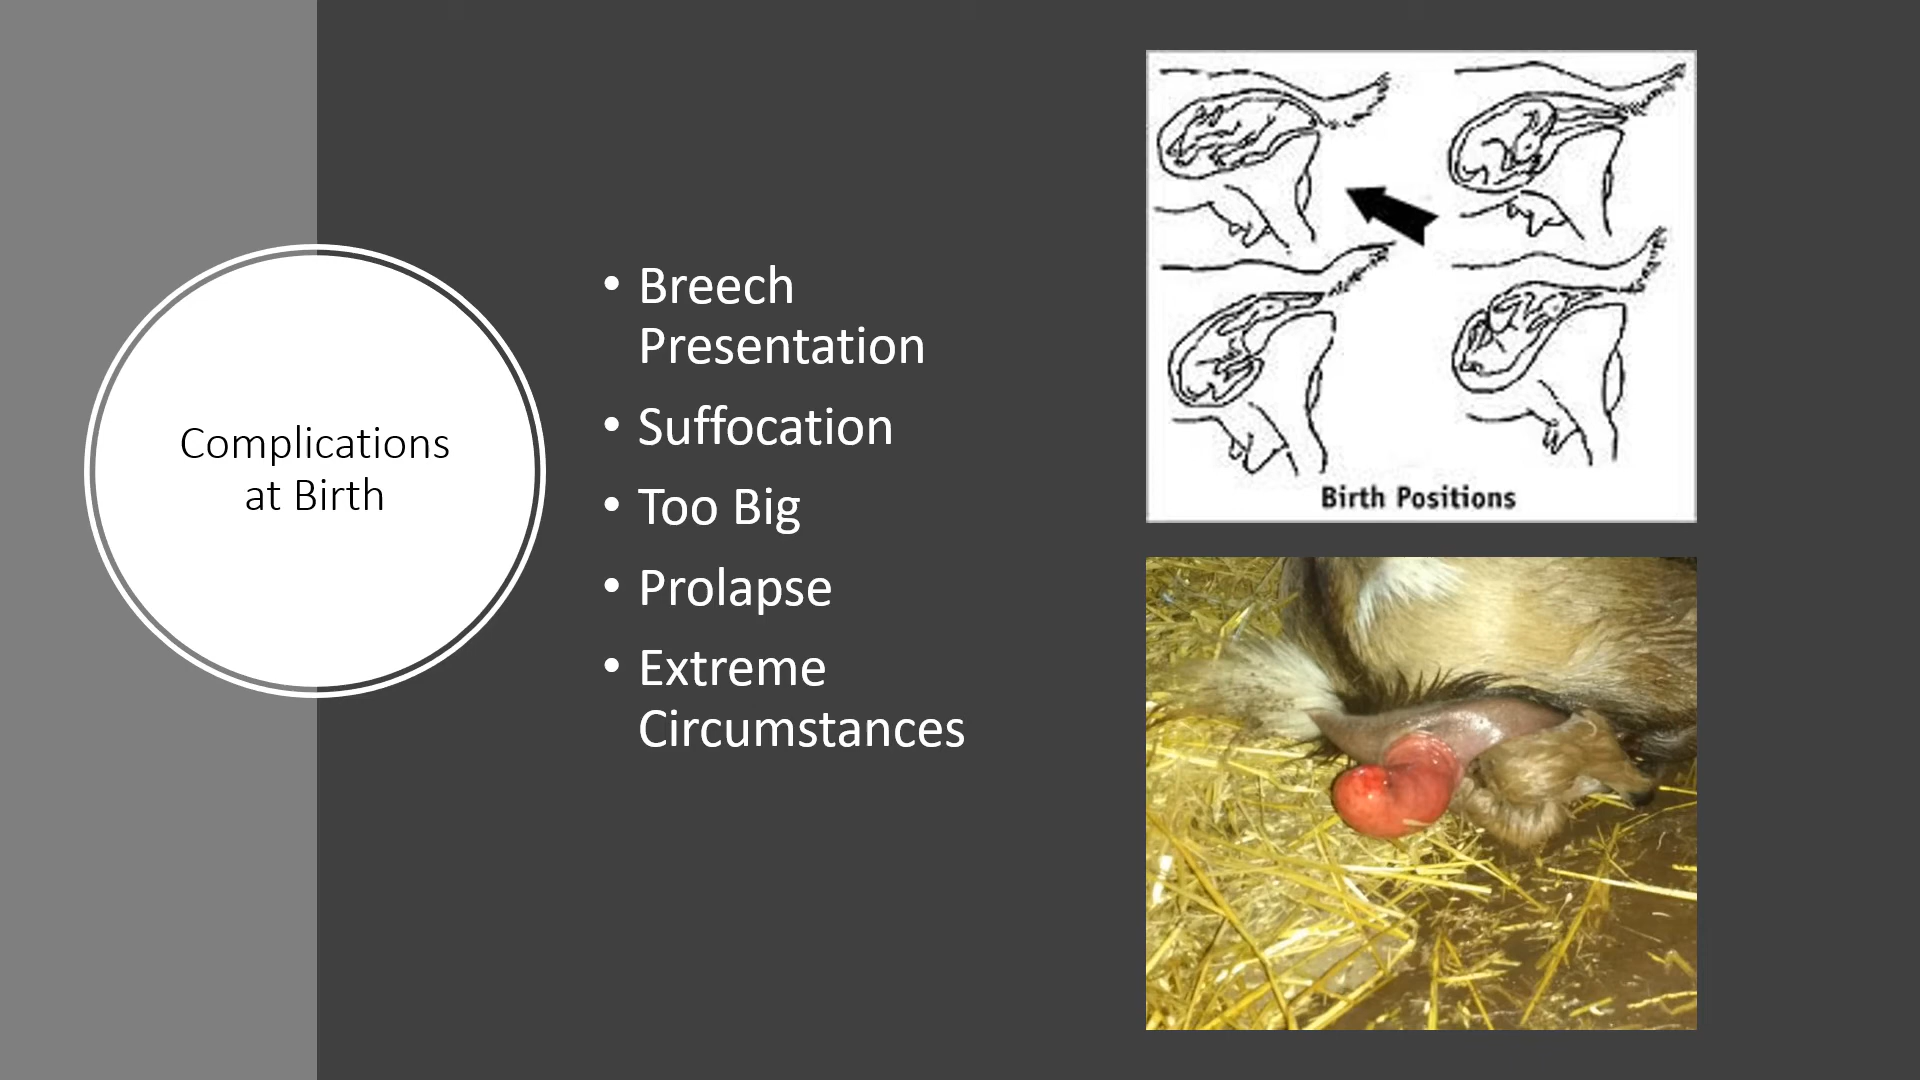 Complications
at Birth
• Breech
Presentation
• Suffocation
• Too Big
• Prolapse
• Extreme
Circumstances
Birth Positions